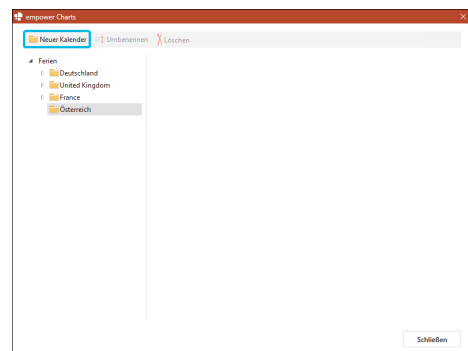 empower Charts
Neuer Kalender Umbenennen Löschen
Ferien
Deutschland
United Kingdom
France
Österreich
Schließen